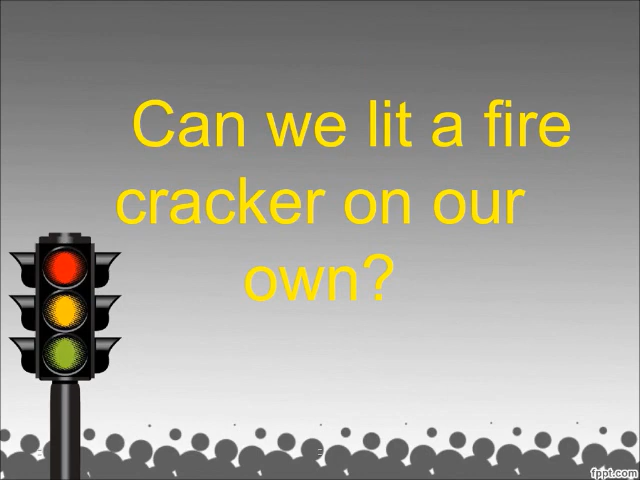 Can we lit a fire
cracker on our
own?
fppt.com